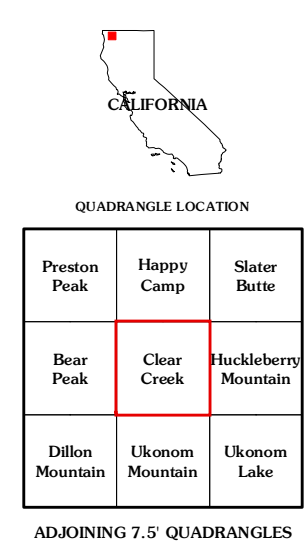 CALIFORNIA
QUADRANGLE LOCATION
Preston
Peak
Happy
Camp
Slater
Butte
Bear
Peak
Clear
Creek
Huckleberry
Mountain
Dillon
Mountain
Ukonom
Mountain
Ukonom
Lake
ADJOINING 7.5' QUADRANGLES